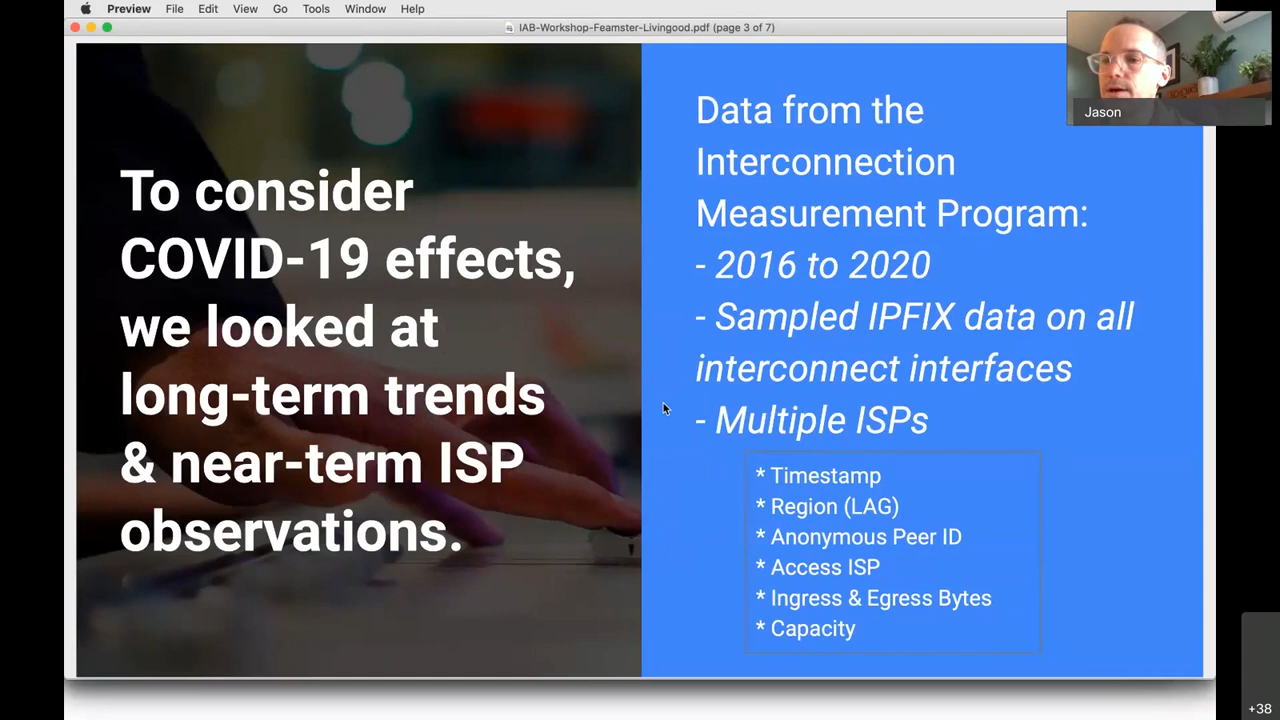 Preview File Edit View Go Tools Window Help
IAB-Workshop-Feamster-Livingood.pdf (page 3 of 7)
To consider
COVID-19 effects,
we looked at
long-term trends
& near-term ISP
observations.
Data from the
Interconnection
Measurement Program:
- 2016 to 2020
- Sampled IPFIX data on all
interconnect interfaces
- Multiple ISPs
* Timestamp
* Region (LAG)
* Anonymous Peer ID
* Access ISP
* Ingress & Egress Bytes
* Capacity
Jason
+38